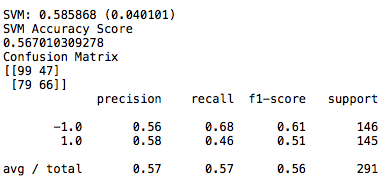 SVM: 0.585868 (0.040101)
SVM Accuracy Score
0.567010309278
Confusion Matrix
[[99 47]
 [79 66]]
precision recall f1-score support
-1.0 0.56 0.68 0.61 146
1.0 0.58 0.46 0.51 145
avg / total 0.57 0.57 0.56 291